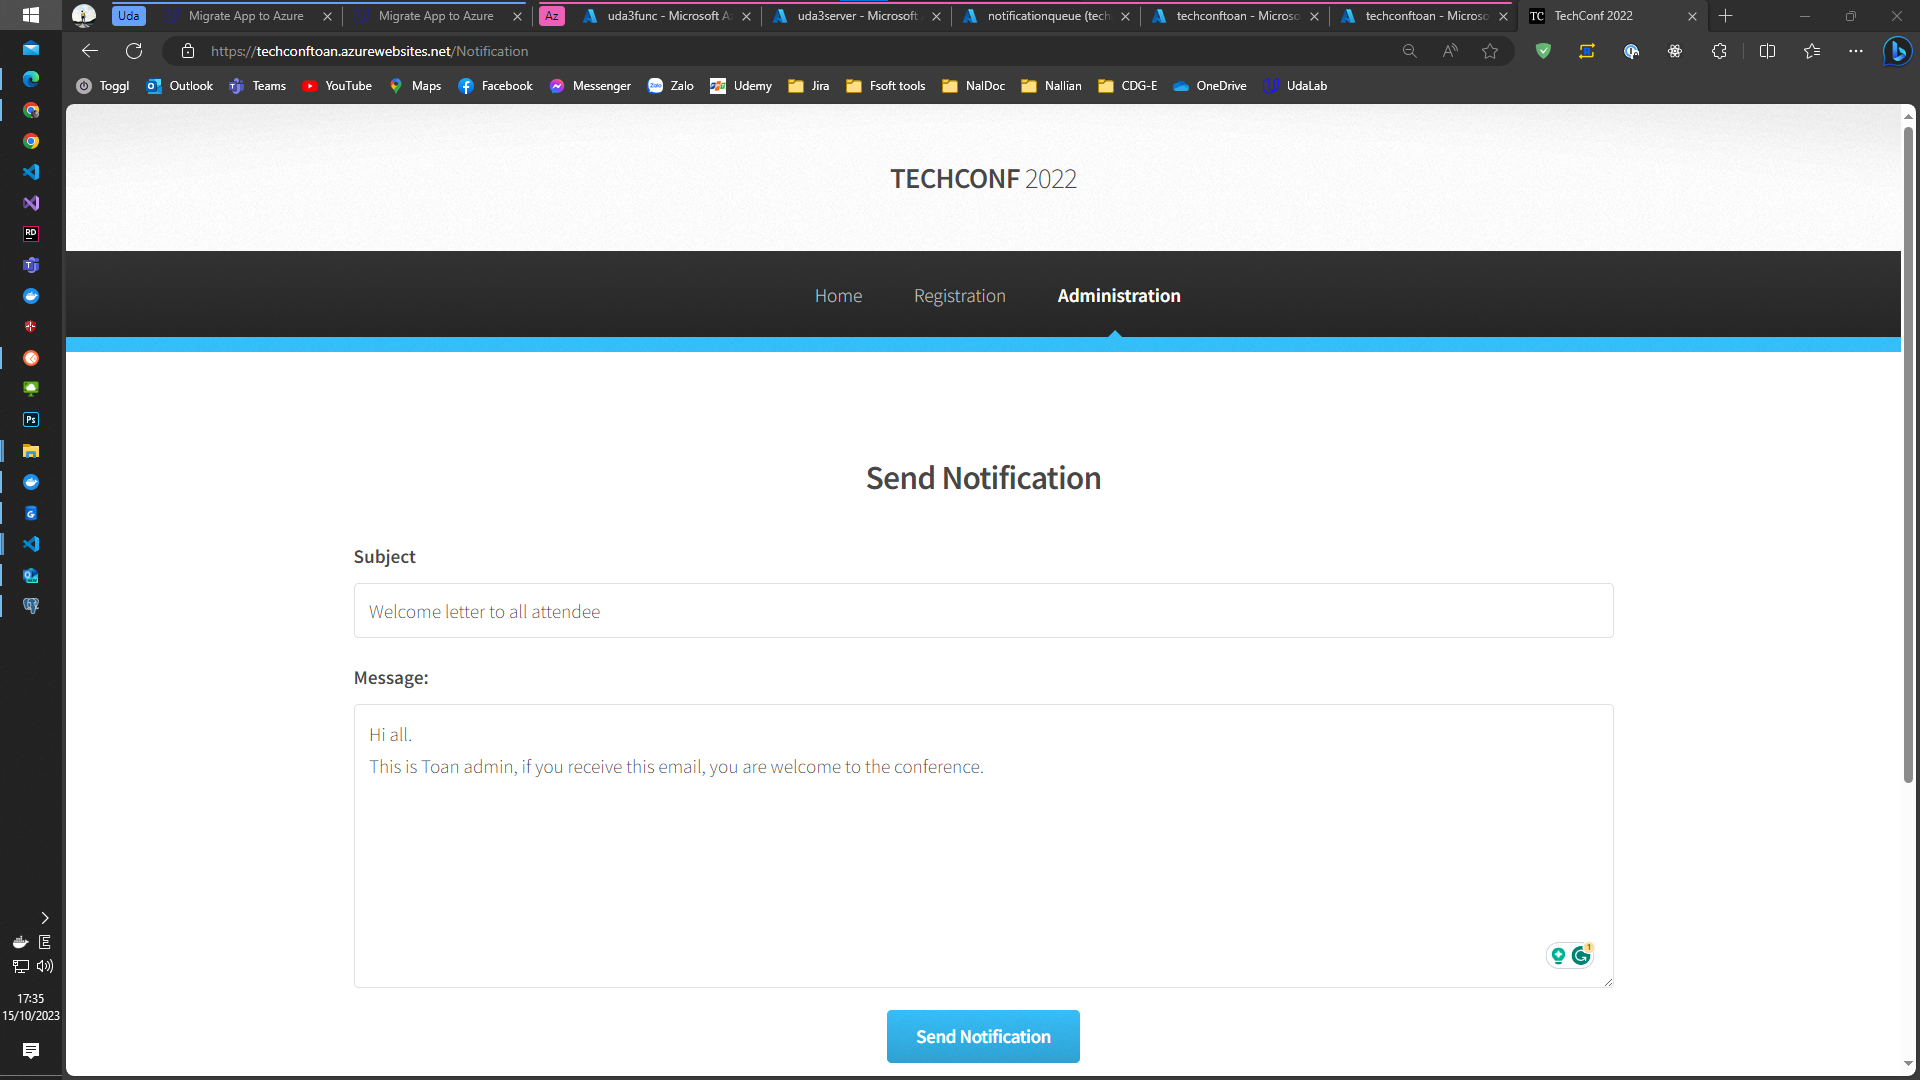 Uda
Migrate App to Azure
Migrate App to Azure
Az
uda3func - Microsoft A
uda3server - Microsoft
notificationqueue (tech
techconftoan - Microso
techconftoan - Microso
TC
TechConf 2022
https://techconftoan.azurewebsites.net/Notification
Toggl
Outlook
Teams
YouTube
Maps
Facebook
Messenger
Zalo
Udemy
Jira
Fsoft tools
NalDoc
Nallian
CDG-E
OneDrive
UdaLab
TECHCONF 2022
Home
Registration
Administration
Send Notification
Subject
Welcome letter to all attendee
Message:
Hi all.
This is Toan admin, if you receive this email, you are welcome to the conference.
1
Send Notification
RD
Ps
E
17:35
15/10/2023